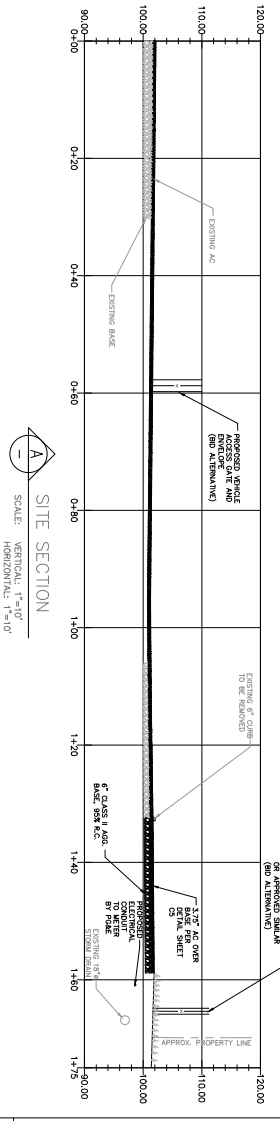 120.00
110.00
100.00
90.00
0+00
0+20
0+40
0+60
0+80
1+00
1+20
1+40
1+60
1+75
120.00
110.00
100.00
90.00
EXISTING AC
EXISTING BASE
PROPOSED VEHICLE
ACCESS GATE AND
ENVELOPE
(BID ALTERNATIVE)
EXISTING 6" CURB
TO BE REMOVED
6" CLASS II AGG.
BASE, 95% R.C.
3.75" AC OVER
BASE PER
DETAIL SHEET
C5
PROPOSED
ELECTRICAL
CONDUIT
TO METER
BY PG&E
EXISTING 18"
STORM DRAIN
OR APPROVED SIMILAR
(BID ALTERNATIVE)
APPROX. PROPERTY LINE
A
SITE SECTION
SCALE: VERTICAL: 1"=10'
HORIZONTAL: 1"=10'